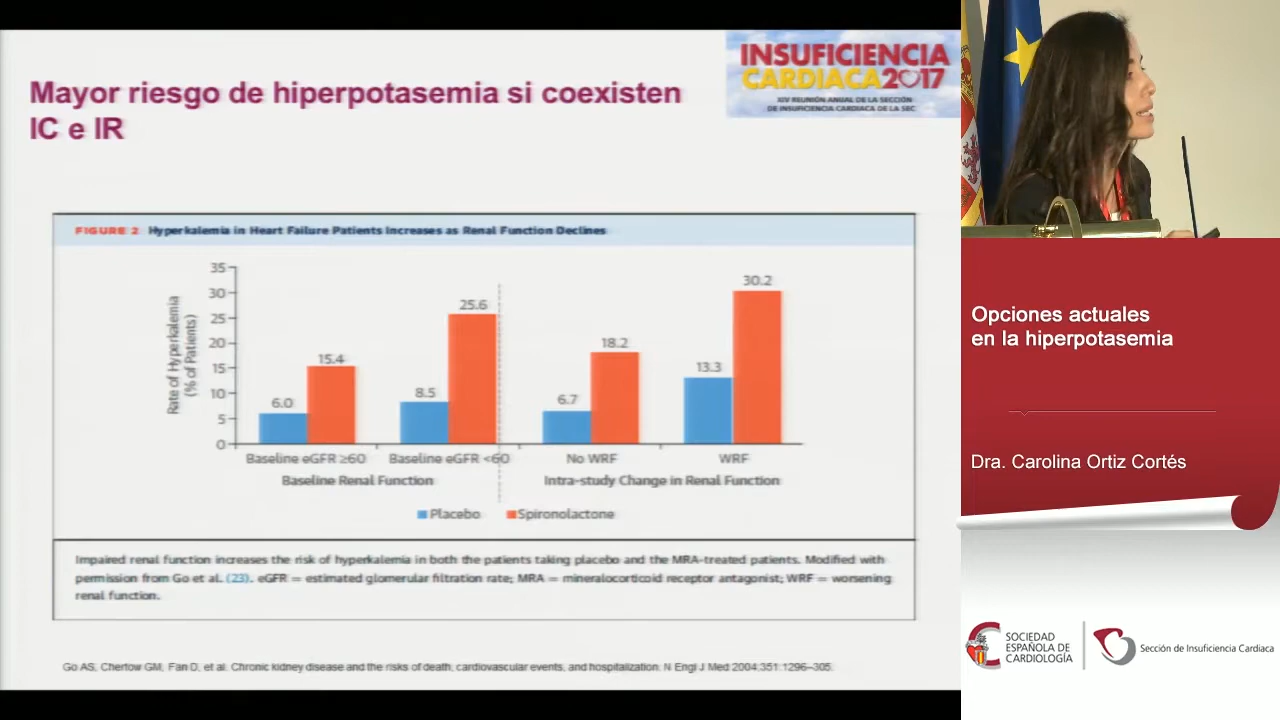 Mayor riesgo de hiperpotasemia si coexisten
IC e IR
INSUFICIENCIA
CARDIACA2017
XIV REUNIÓN ANUAL DE LA SECCIÓN
DE INSUFICIENCIA CARDIACA DE LA SEC
FIGURE 2 Hyperkalemia in Heart Failure Patients Increases as Renal Function Declines
Rate of Hyperkalemia
(% of Patients)
35
30
25
20
15
10
5
0
6.0
15.4
8.5
25.6
6.7
18.2
13.3
30.2
Baseline eGFR ≥60
Baseline eGFR <60
No WRF
WRF
Baseline Renal Function
Intra-study Change in Renal Function
Placebo
Spironolactone
Impaired renal function increases the risk of hyperkalemia in both the patients taking placebo and the MRA-treated patients. Modified with
permission from Go et al. (23). eGFR = estimated glomerular filtration rate; MRA = mineralocorticoid receptor antagonist; WRF = worsening
renal function.
Go AS, Chertow GM, Fan D, et al. Chronic kidney disease and the risks of death, cardiovascular events, and hospitalization. N Engl J Med 2004;351:1296–305.
Opciones actuales
en la hiperpotasemia
Dra. Carolina Ortiz Cortés
SOCIEDAD
ESPAÑOLA DE
CARDIOLOGÍA
Sección de Insuficiencia Cardiaca